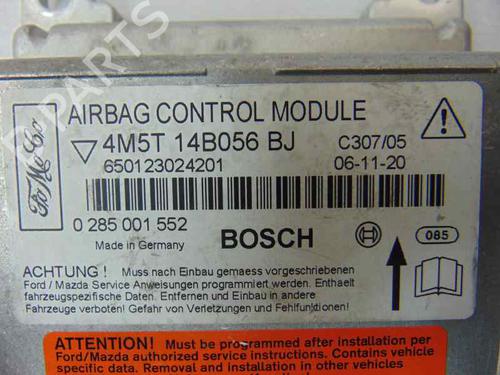 AIRBAG CONTROL MODULE
4M5T 14B056 BJ
C307/05
650123024201
06-11-20
FoMoCo
0 285 001 552
Made in Germany
BOSCH
085
ACHTUNG ! Muss nach Einbau gemaess vorgeschriebenen
Ford / Mazda Service Anweisungen programmiert werden. Enthaelt
fahrzeugspezifische Daten. Entfernen und Einbau in andere
Fahrzeuge verboten! Gefahr von Verletzungen und Fehlfunktionen!
ATTENTION! Must be programmed after installation per
Ford/Mazda authorized service instructions. Contains vehicle
specific data. Removal and installation in other vehicles